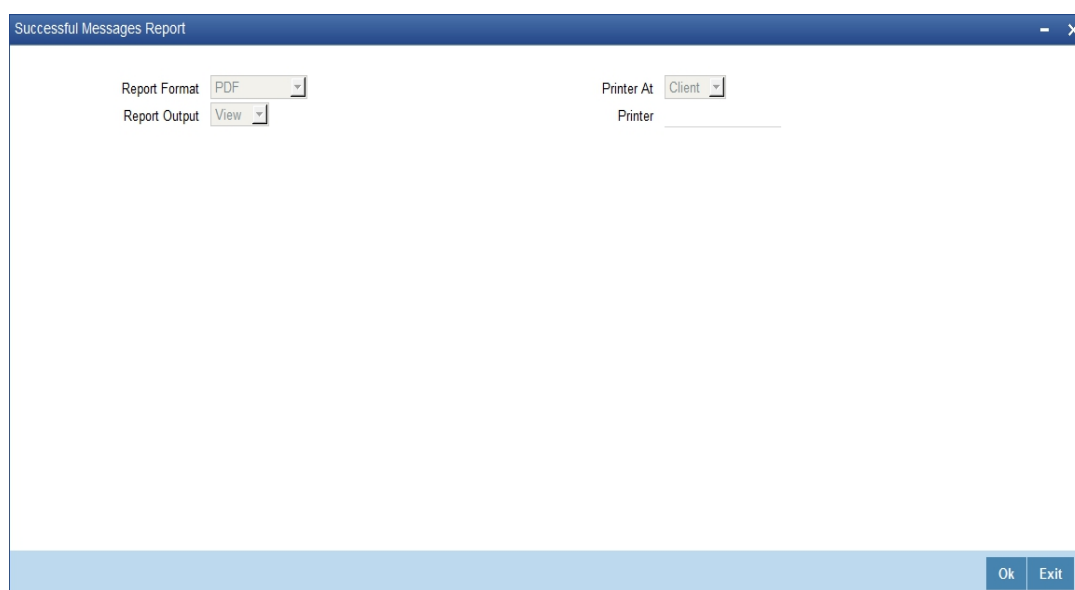 Successful Messages Report
Report Format PDF Printer At Client
Report Output View Printer
Ok Exit